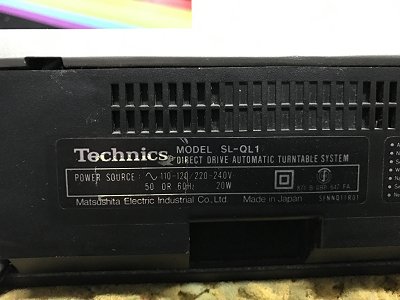 Technics
MODEL SL-QL1
DIRECT DRIVE AUTOMATIC TURNTABLE SYSTEM
POWER SOURCE : ∿ 110-120/220-240V
50 OR 60Hz 20W
Matsushita Electric Industrial Co., Ltd. Made in Japan
SFNNQ11R01